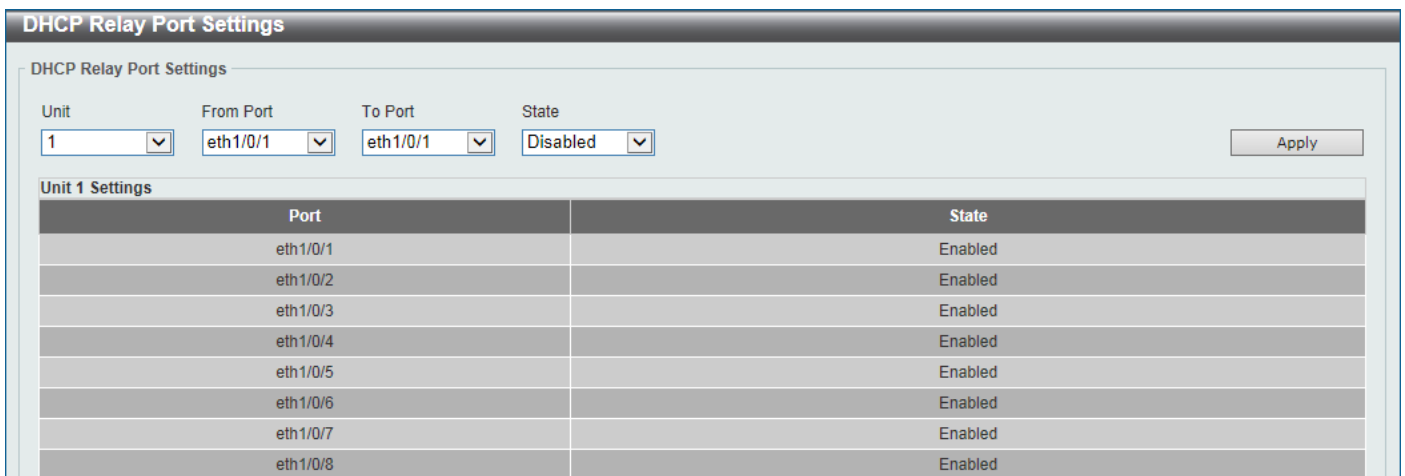 DHCP Relay Port Settings
DHCP Relay Port Settings
Unit From Port To Port State
1 eth1/0/1 eth1/0/1 Disabled Apply
Unit 1 Settings
Port State
eth1/0/1 Enabled
eth1/0/2 Enabled
eth1/0/3 Enabled
eth1/0/4 Enabled
eth1/0/5 Enabled
eth1/0/6 Enabled
eth1/0/7 Enabled
eth1/0/8 Enabled